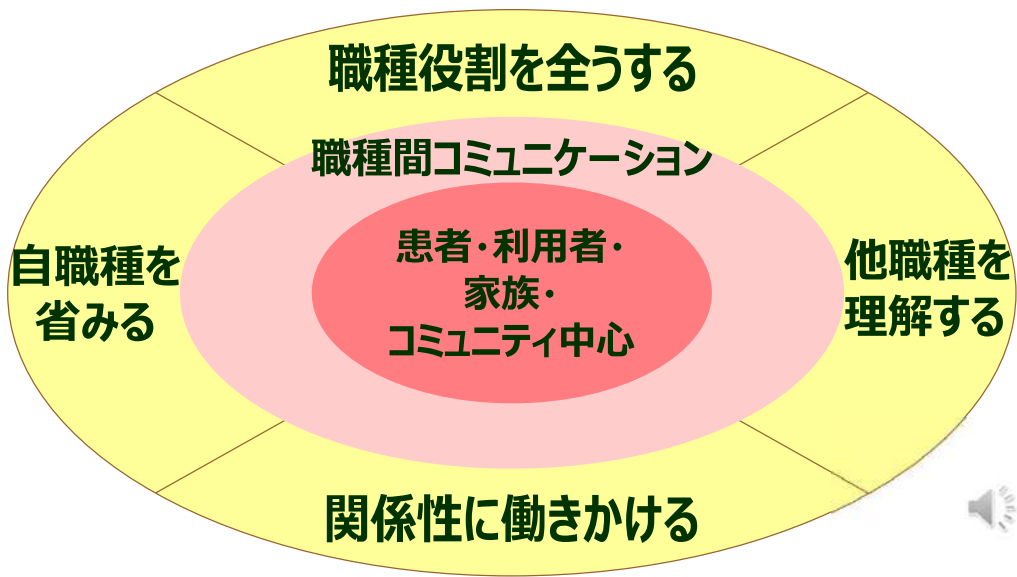 職種役割を全うする
職種間コミュニケーション
患者・利用者・
家族・
コミュニティ中心
自職種を
省みる
他職種を
理解する
関係性に働きかける